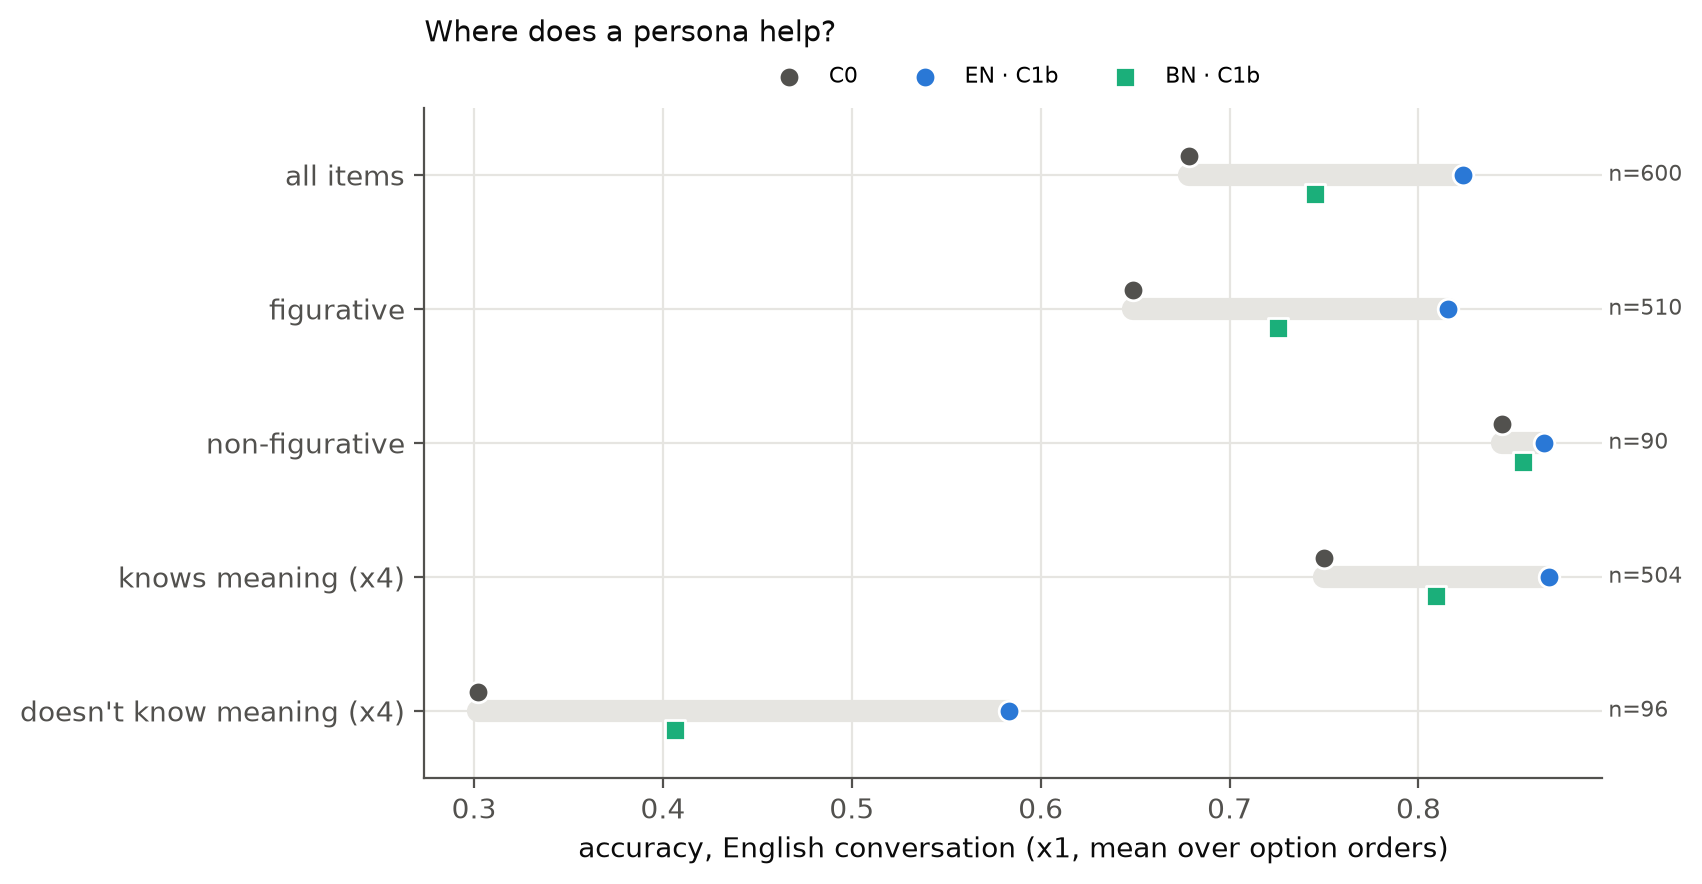 Where does a persona help?
C0
EN · C1b
BN · C1b
all items
n=600
figurative
n=510
non-figurative
n=90
knows meaning (x4)
n=504
doesn't know meaning (x4)
n=96
0.3 0.4 0.5 0.6 0.7 0.8
accuracy, English conversation (x1, mean over option orders)